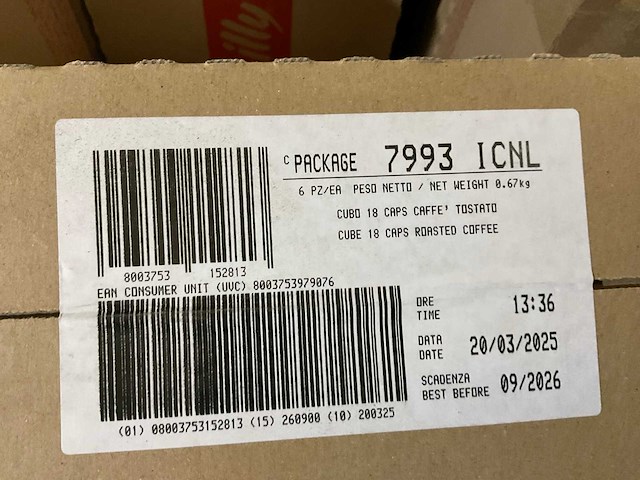 illy
C PACKAGE 7993 ICNL
6 PZ/EA PESO NETTO / NET WEIGHT 0.67kg
CUBO 18 CAPS CAFFE' TOSTATO
CUBE 18 CAPS ROASTED COFFEE
8003753 152813
EAN CONSUMER UNIT (UVC) 8003753979076
ORE
TIME 13:36
DATA
DATE 20/03/2025
SCADENZA
BEST BEFORE 09/2026
(01) 08003753152813 (15) 260900 (10) 200325